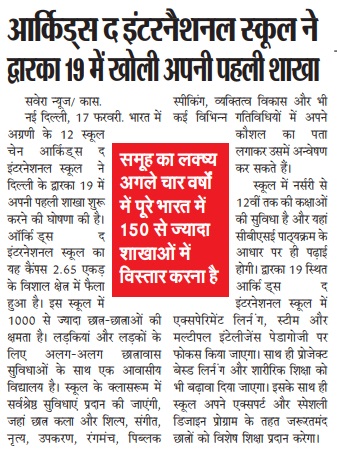 आर्किड्स द इंटरनैशनल स्कूल ने
द्वारका 19 में खोली अपनी पहली शाखा
सवेरा न्यूज/ कास.
नई दिल्ली, 17 फरवरी. भारत में
अग्रणी के 12 स्कूल
चेन आर्किड्स द
इंटरनेशनल स्कूल ने
दिल्ली के द्वारका 19 में
अपनी पहली शाखा शुरू
करने की घोषणा की है।
ऑर्कि ड्स द
इंटरनेशनल स्कूल का
यह कैंपस 2.65 एकड़
के विशाल क्षेत्र में फैला
हुआ है। इस स्कूल में
1000 से ज्यादा छात्र-छात्राओं की
क्षमता है। लड़कियों और लड़कों के
लिए अलग-अलग छात्रावास
सुविधाओं के साथ एक आवासीय
विद्यालय है। स्कूल के क्लासरूम में
सर्वश्रेष्ठ सुविधाएं प्रदान की जाएंगी,
जहां छात्र कला और शिल्प, संगीत,
नृत्य, उपकरण, रंगमंच, पिब्लक
समूह का लक्ष्य
अगले चार वर्षों
में पूरे भारत में
150 से ज्यादा
शाखाओं में
विस्तार करना है
स्पीकिंग, व्यक्तित्व विकास और भी
कई विभिन्न गतिविधियों में अपने
कौशल का पता
लगाकर उसमें अन्वेषण
कर सकते हैं।
स्कूल में नर्सरी से
12वीं तक की कक्षाओं
की सुविधा है और यहां
सीबीएसई पाठ्यक्रम के
आधार पर ही पढ़ाई
होगी। द्वारका 19 स्थित
आर्कि ड्स द
इंटरनेशनल स्कूल में
एक्सपेरिमेंट लिर्नंग, स्टीम और
मल्टीपल इंटेलीजेंस पेडागोजी पर
फोकस किया जाएगा। साथ ही प्रोजेक्ट
बेस्ड लिर्नंग और शारीरिक शिक्षा को
भी बढ़ावा दिया जाएगा। इसके साथ ही
स्कूल अपने एक्सपर्ट और स्पेशली
डिजाइन प्रोग्राम के तहत जरूरतमंद
छात्रों को विशेष शिक्षा प्रदान करेगा।